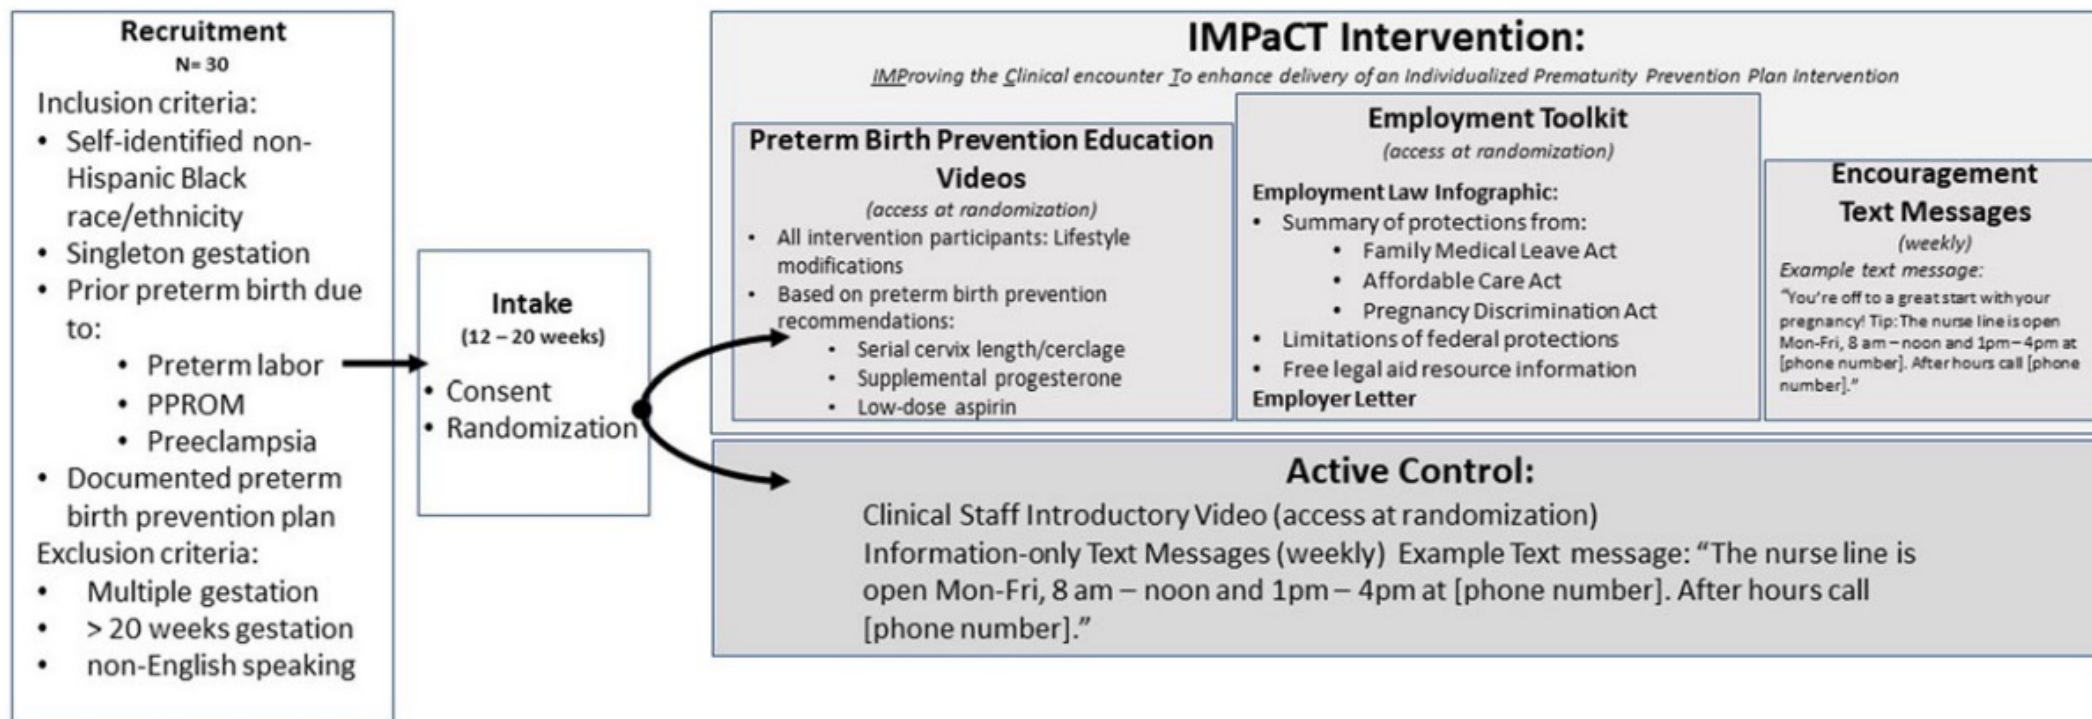 Recruitment
N= 30
Inclusion criteria:
• Self-identified non-
Hispanic Black
race/ethnicity
• Singleton gestation
• Prior preterm birth due
to:
• Preterm labor
• PPROM
• Preeclampsia
• Documented preterm
birth prevention plan
Exclusion criteria:
• Multiple gestation
• > 20 weeks gestation
• non-English speaking
Intake
(12 – 20 weeks)
• Consent
• Randomization
IMPaCT Intervention:
IMProving the Clinical encounter To enhance delivery of an Individualized Prematurity Prevention Plan Intervention
Preterm Birth Prevention Education
Videos
(access at randomization)
• All intervention participants: Lifestyle
modifications
• Based on preterm birth prevention
recommendations:
• Serial cervix length/cerclage
• Supplemental progesterone
• Low-dose aspirin
Employment Toolkit
(access at randomization)
Employment Law Infographic:
• Summary of protections from:
• Family Medical Leave Act
• Affordable Care Act
• Pregnancy Discrimination Act
• Limitations of federal protections
• Free legal aid resource information
Employer Letter
Encouragement
Text Messages
(weekly)
Example text message:
“You’re off to a great start with your
pregnancy! Tip: The nurse line is open
Mon-Fri, 8 am – noon and 1pm – 4pm at
[phone number]. After hours call [phone
number].”
Active Control:
Clinical Staff Introductory Video (access at randomization)
Information-only Text Messages (weekly) Example Text message: “The nurse line is
open Mon-Fri, 8 am – noon and 1pm – 4pm at [phone number]. After hours call
[phone number].”